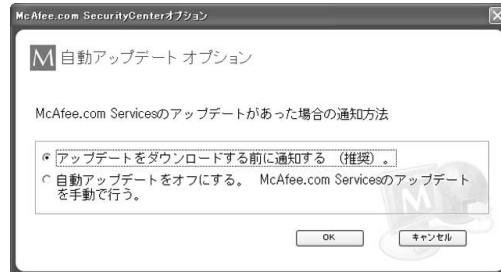 McAfee.com SecurityCenterオプション
M 自動アップデート オプション
McAfee.com Servicesのアップデートがあった場合の通知方法
アップデートをダウンロードする前に通知する （推奨）。
自動アップデートをオフにする。 McAfee.com Servicesのアップデート
を手動で行う。
OK キャンセル